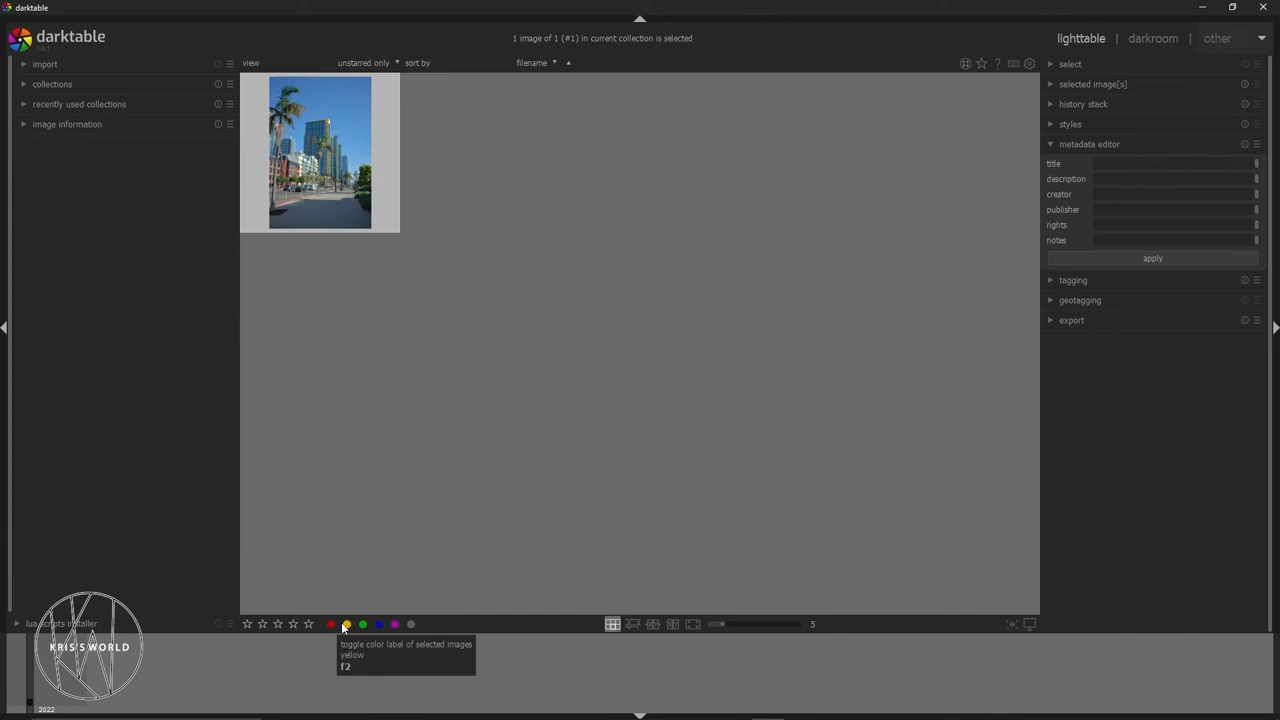 darktable
darktable
3.8.1
1 image of 1 (#1) in current collection is selected
lighttable | darkroom | other
import
collections
recently used collections
image information
view unstarred only sort by filename
select
selected image[s]
history stack
styles
metadata editor
title
description
creator
publisher
rights
notes
apply
tagging
geotagging
export
lua scripts installer
5
toggle color label of selected images
yellow
f2
KRIS'S WORLD
2022